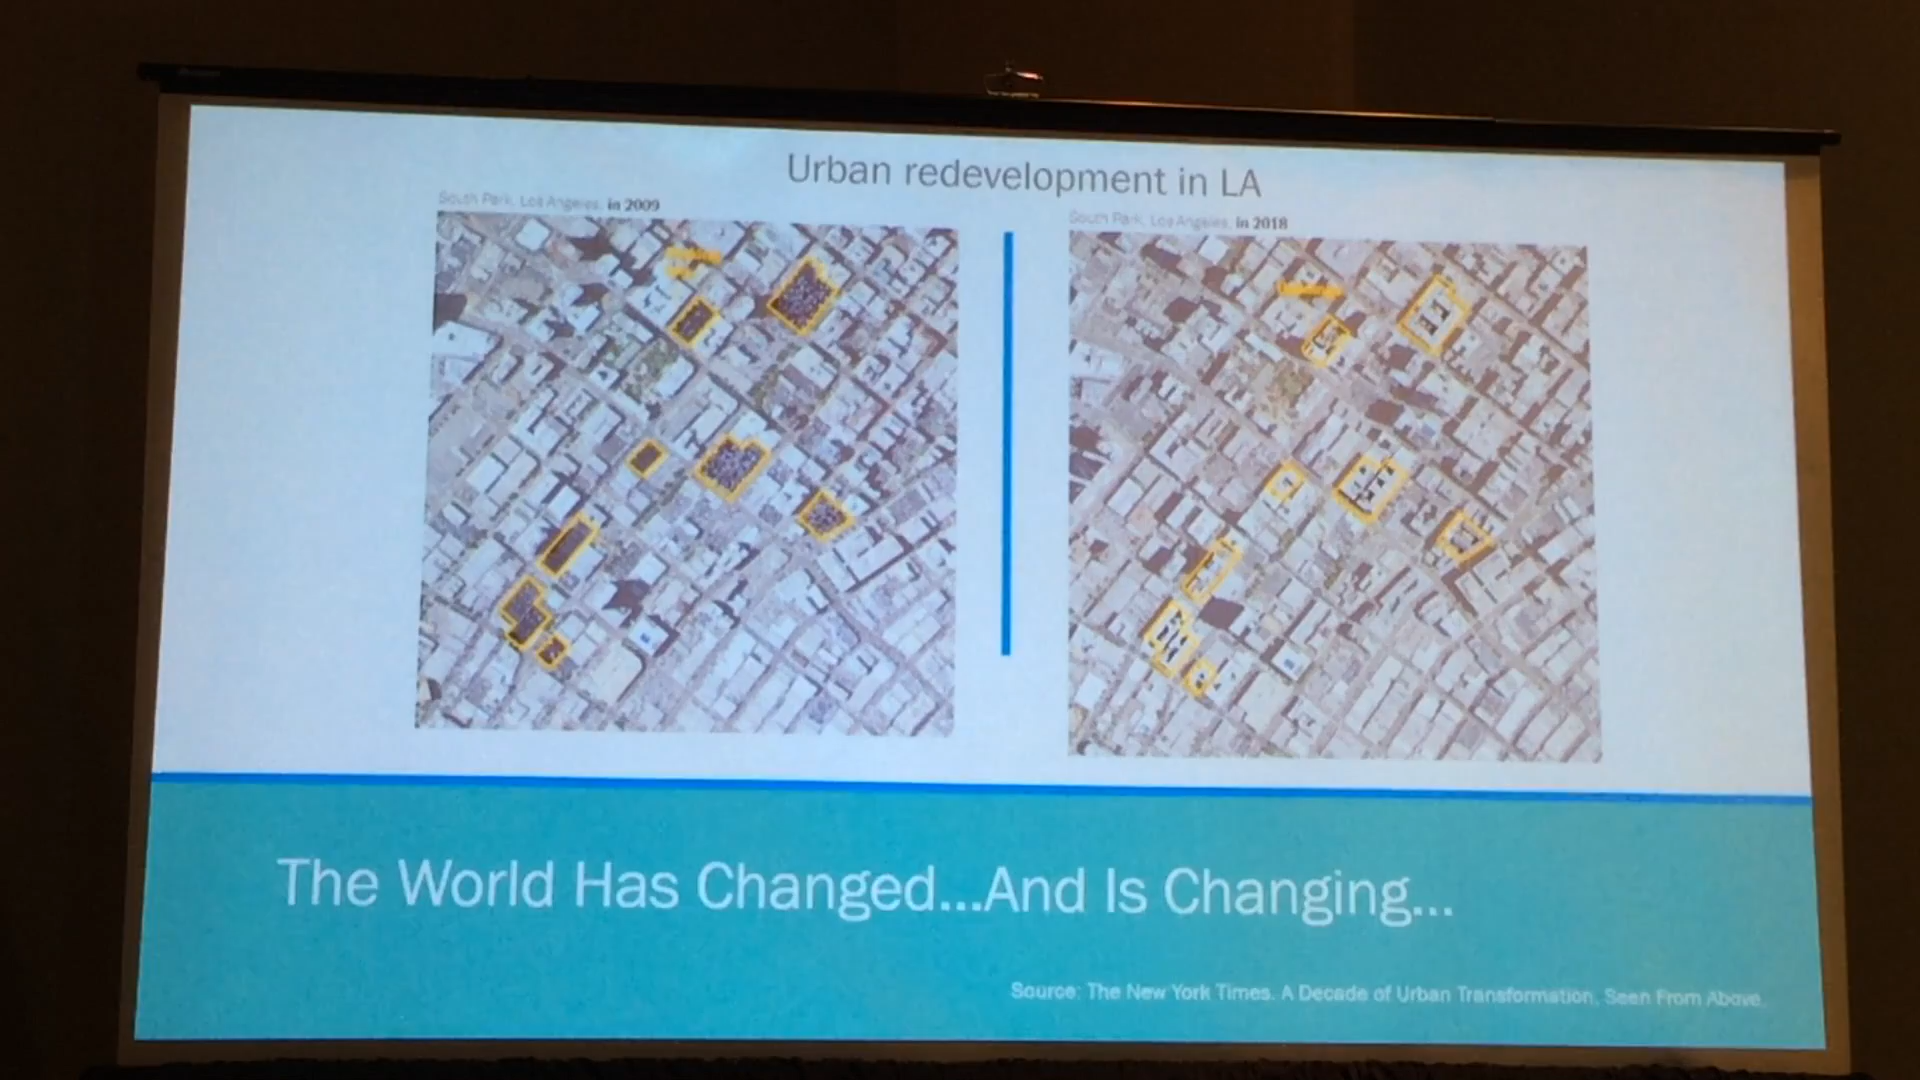 Urban redevelopment in LA
South Park, Los Angeles, in 2009
South Park, Los Angeles, in 2018
The World Has Changed...And Is Changing...
Source: The New York Times. A Decade of Urban Transformation, Seen From Above.